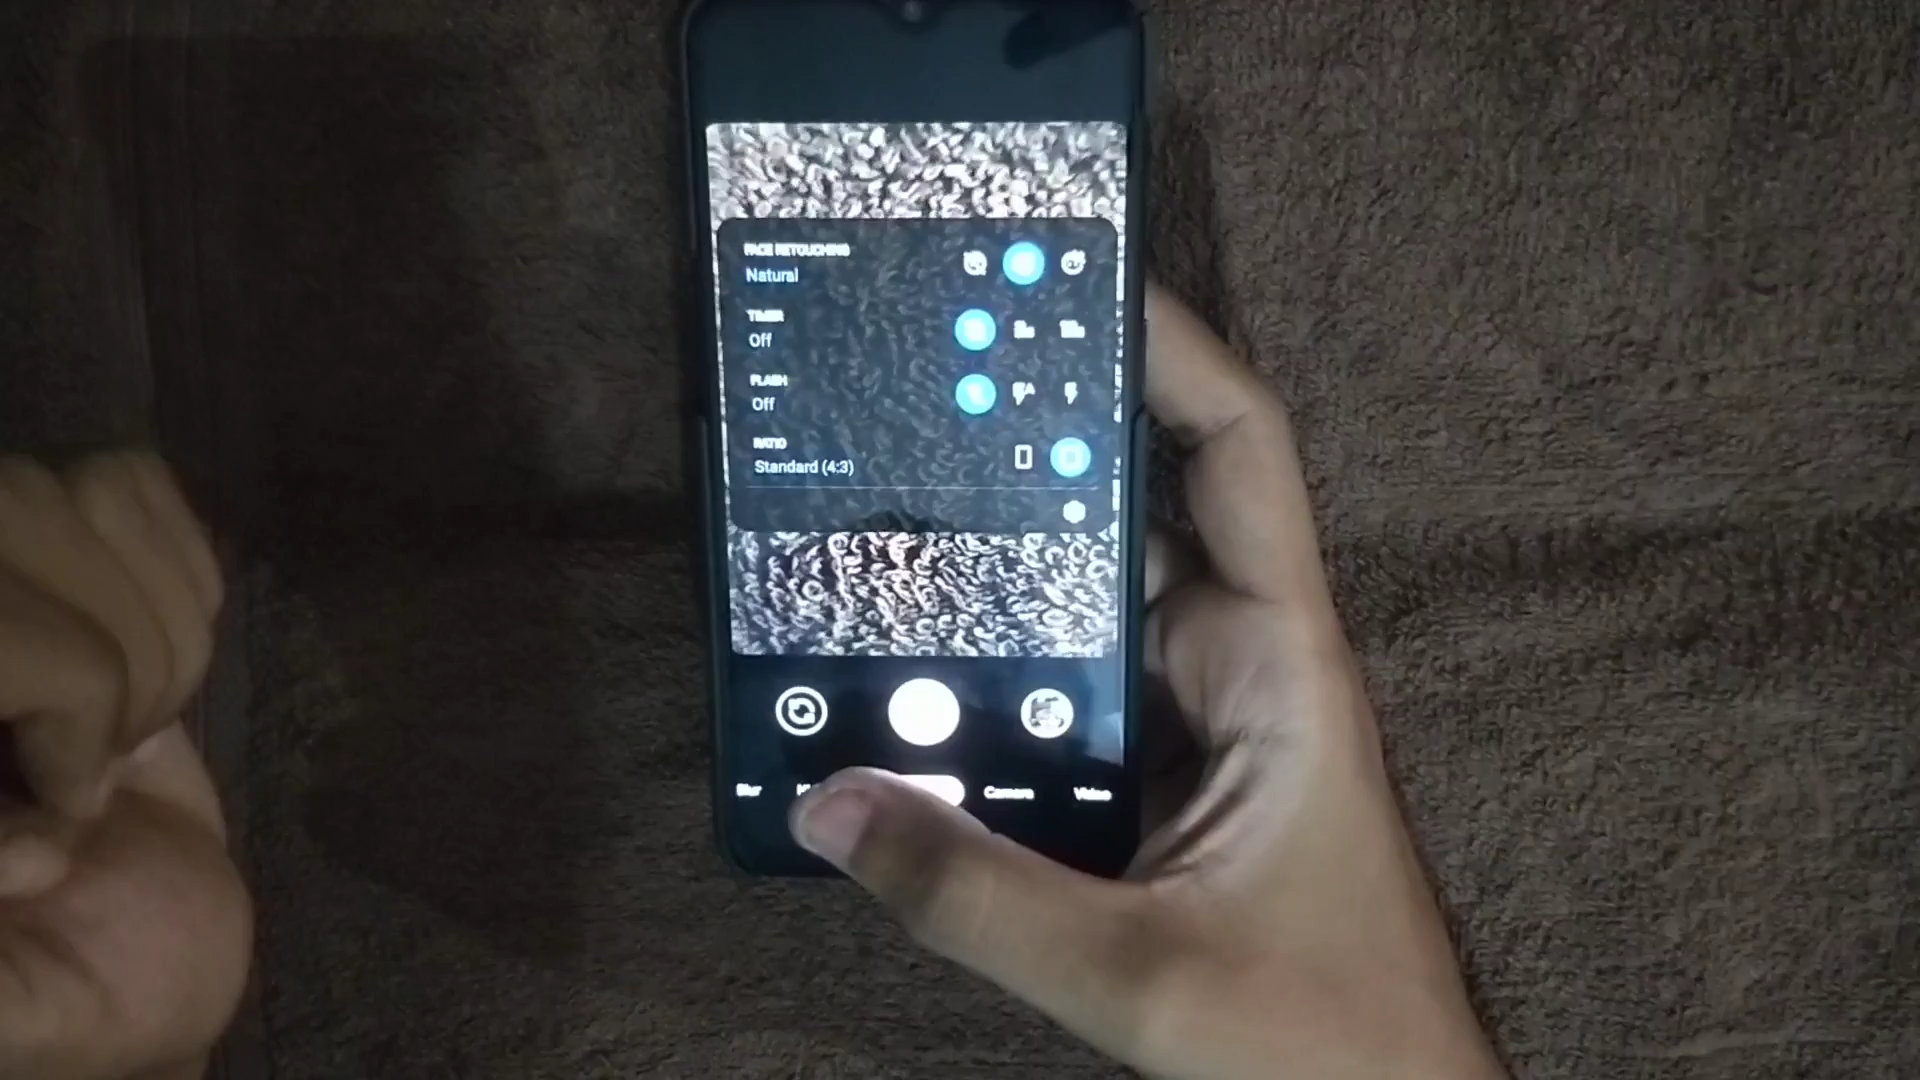 FACE RETOUCHING
Natural
TIMER
Off
FLASH
Off
RATIO
Standard (4:3)
Blur
Camera
Video